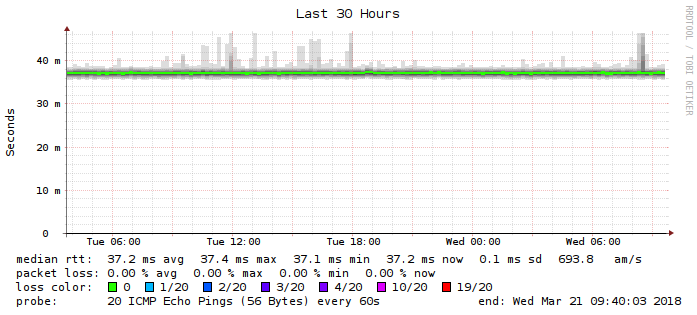 Last 30 Hours
RRDTOOL / TOBI OETIKER
Seconds
40 m
30 m
20 m
10 m
0
Tue 06:00 Tue 12:00 Tue 18:00 Wed 00:00 Wed 06:00
median rtt: 37.2 ms avg 37.4 ms max 37.1 ms min 37.2 ms now 0.1 ms sd 693.8 am/s
packet loss: 0.00 % avg 0.00 % max 0.00 % min 0.00 % now
loss color: 0 1/20 2/20 3/20 4/20 10/20 19/20
probe: 20 ICMP Echo Pings (56 Bytes) every 60s end: Wed Mar 21 09:40:03 2018